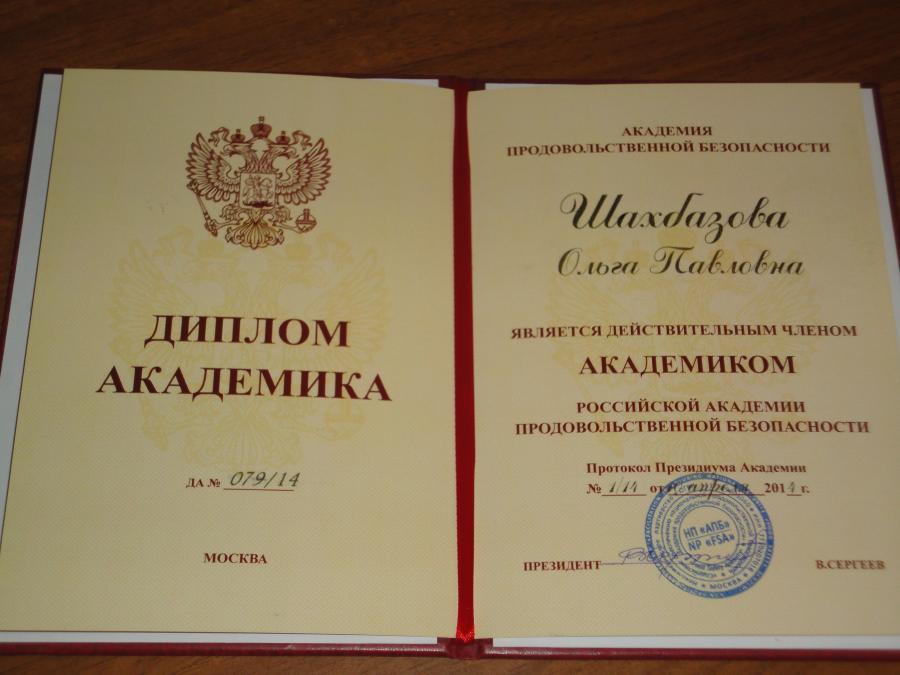 ДИПЛОМ
АКАДЕМИКА
ДА № 079/14
МОСКВА
АКАДЕМИЯ
ПРОДОВОЛЬСТВЕННОЙ БЕЗОПАСНОСТИ
Шахбазова
Ольга Павловна
ЯВЛЯЕТСЯ ДЕЙСТВИТЕЛЬНЫМ ЧЛЕНОМ
АКАДЕМИКОМ
РОССИЙСКОЙ АКАДЕМИИ
ПРОДОВОЛЬСТВЕННОЙ БЕЗОПАСНОСТИ
Протокол Президиума Академии
№ 1/14 от апреля 2014 г.
НП «АПБ»
NP «FSA»
МОСКВА
ПРЕЗИДЕНТ В.СЕРГЕЕВ